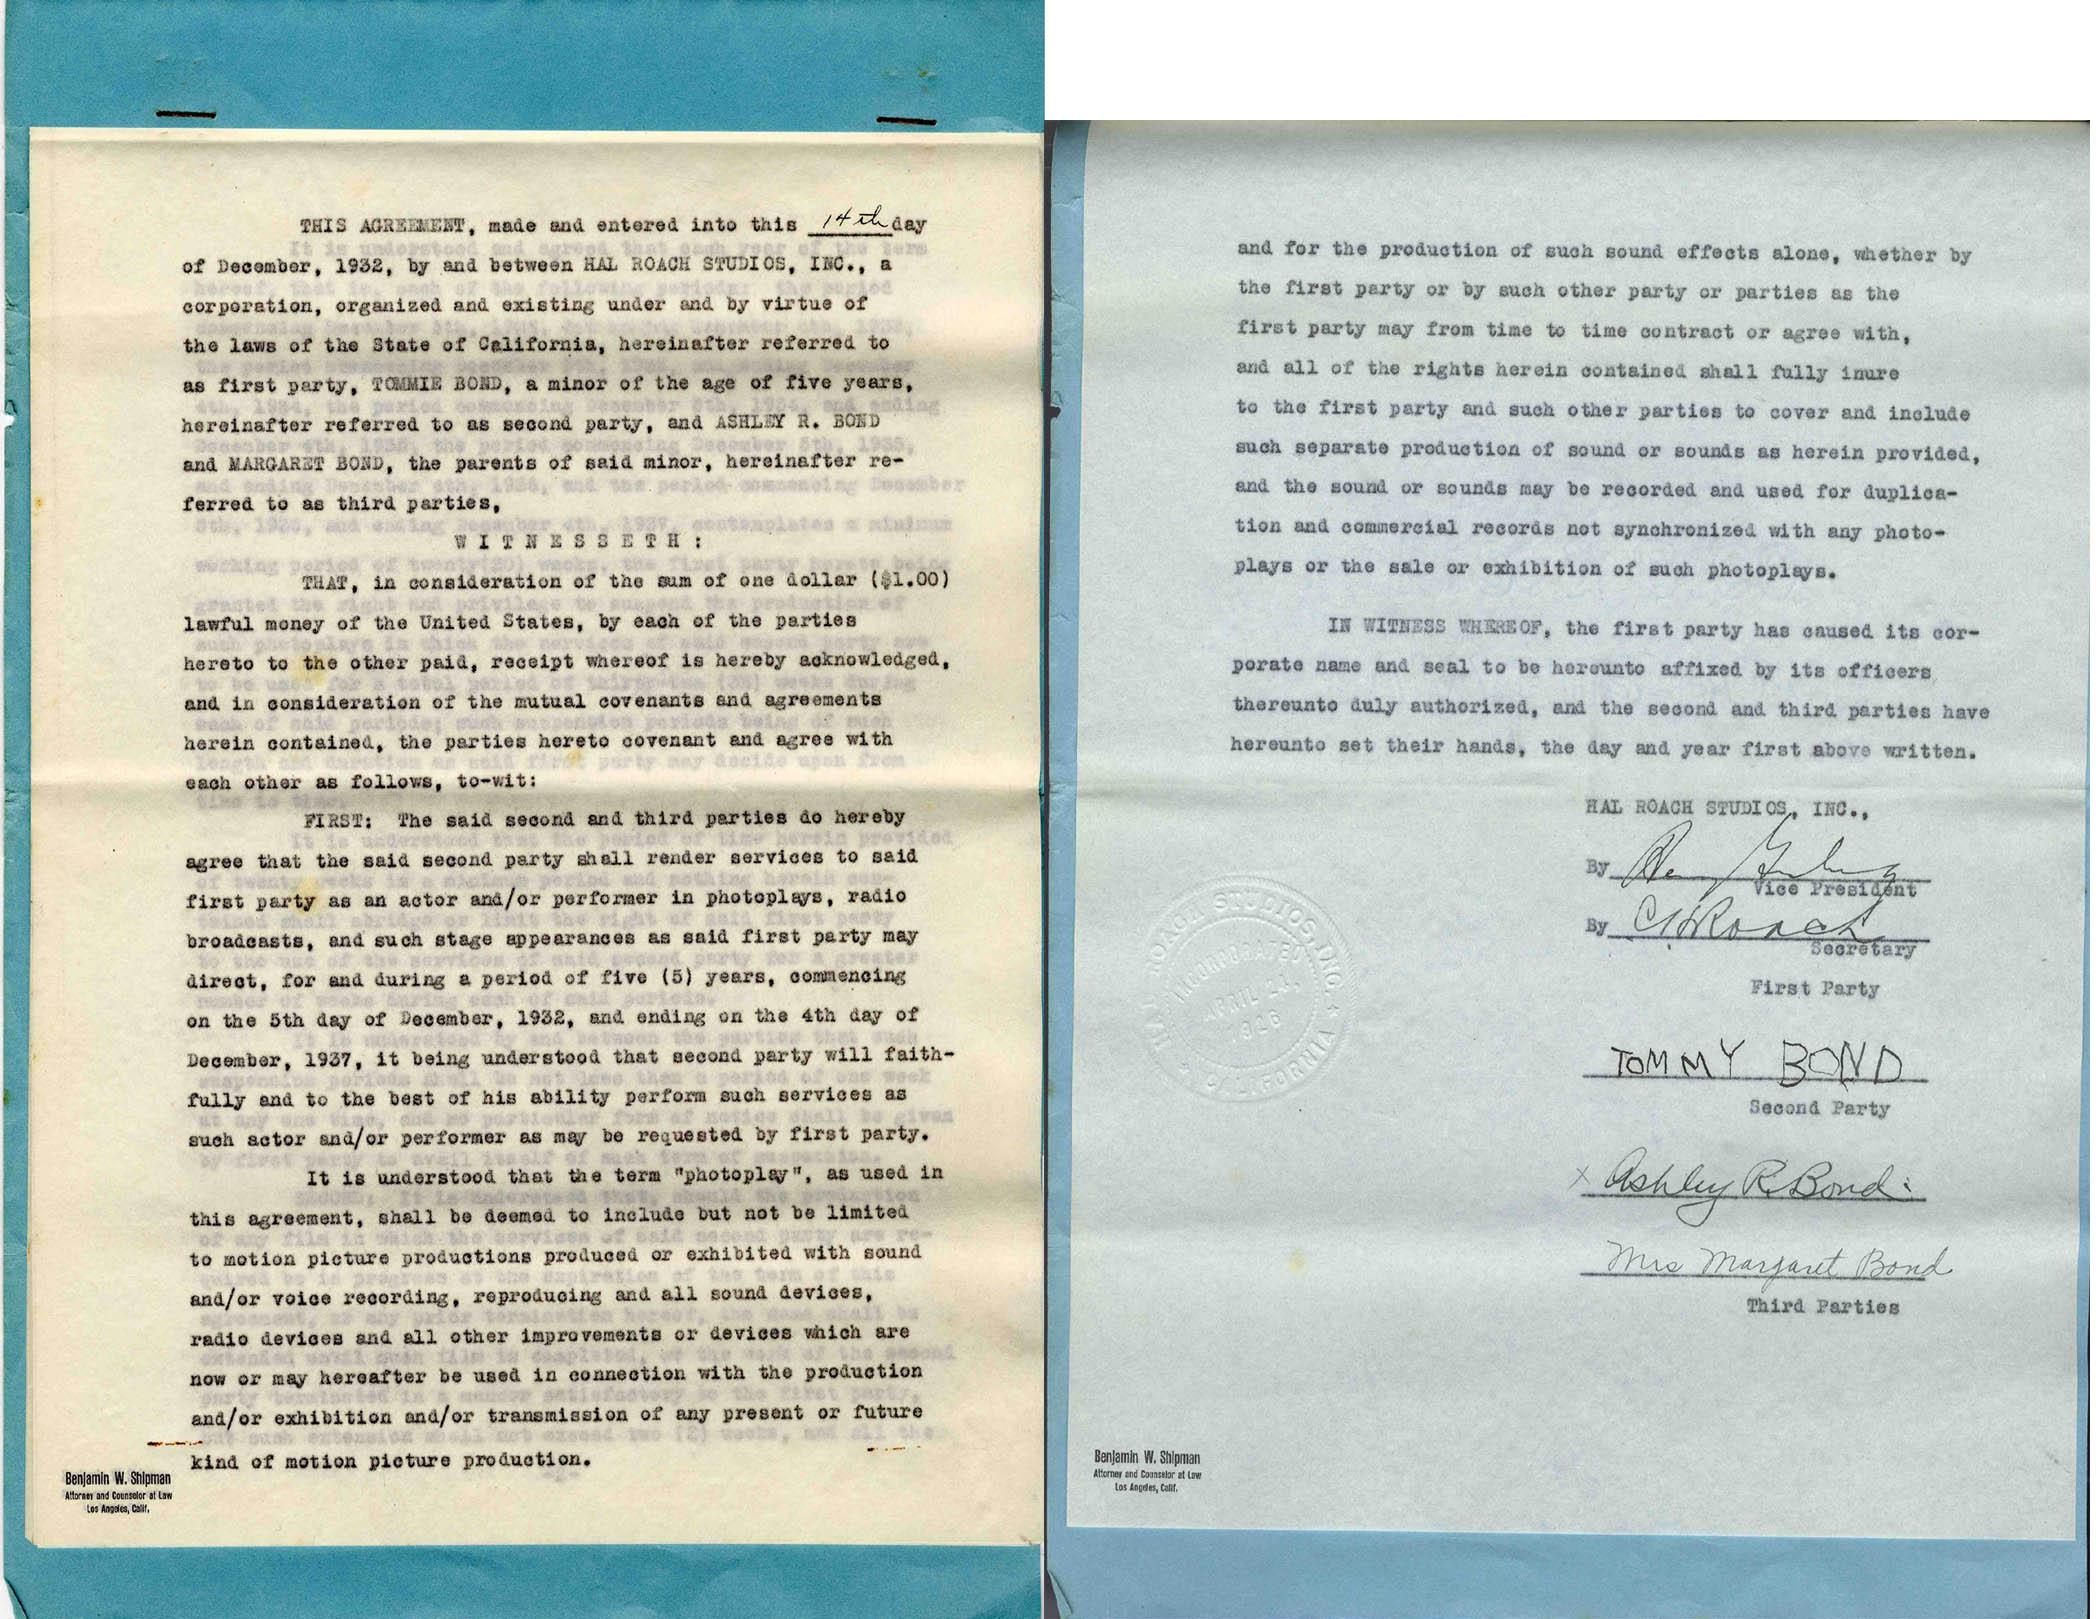 THIS AGREEMENT, made and entered into this 14th day
of December, 1932, by and between HAL ROACH STUDIOS, INC., a
corporation, organized and existing under and by virtue of
the laws of the State of California, hereinafter referred to
as first party, TOMMIE BOND, a minor of the age of five years,
hereinafter referred to as second party, and ASHLEY R. BOND
and MARGARET BOND, the parents of said minor, hereinafter re-
ferred to as third parties,
W I T N E S S E T H :
THAT, in consideration of the sum of one dollar ($1.00)
lawful money of the United States, by each of the parties
hereto to the other paid, receipt whereof is hereby acknowledged,
and in consideration of the mutual covenants and agreements
herein contained, the parties hereto covenant and agree with
each other as follows, to-wit:
FIRST: The said second and third parties do hereby
agree that the said second party shall render services to said
first party as an actor and/or performer in photoplays, radio
broadcasts, and such stage appearances as said first party may
direct, for and during a period of five (5) years, commencing
on the 5th day of December, 1932, and ending on the 4th day of
December, 1937, it being understood that second party will faith-
fully and to the best of his ability perform such services as
such actor and/or performer as may be requested by first party.
It is understood that the term "photoplay", as used in
this agreement, shall be deemed to include but not be limited
to motion picture productions produced or exhibited with sound
and/or voice recording, reproducing and all sound devices,
radio devices and all other improvements or devices which are
now or may hereafter be used in connection with the production
and/or exhibition and/or transmission of any present or future
kind of motion picture production.
Benjamin W. Shipman
Attorney and Counselor at Law
Los Angeles, Calif.
and for the production of such sound effects alone, whether by
the first party or by such other party or parties as the
first party may from time to time contract or agree with,
and all of the rights herein contained shall fully inure
to the first party and such other parties to cover and include
such separate production of sound or sounds as herein provided,
and the sound or sounds may be recorded and used for duplica-
tion and commercial records not synchronized with any photo-
plays or the sale or exhibition of such photoplays.
IN WITNESS WHEREOF, the first party has caused its cor-
porate name and seal to be hereunto affixed by its officers
thereunto duly authorized, and the second and third parties have
hereunto set their hands, the day and year first above written.
HAL ROACH STUDIOS, INC.,
By
Vice President
By C H Roach
Secretary
First Party
HAL ROACH STUDIOS, INC.
INCORPORATED
APRIL
1926
CALIFORNIA
TOMMY BOND
Second Party
x Ashley R. Bond.
Mrs Margaret Bond
Third Parties
Benjamin W. Shipman
Attorney and Counselor at Law
Los Angeles, Calif.